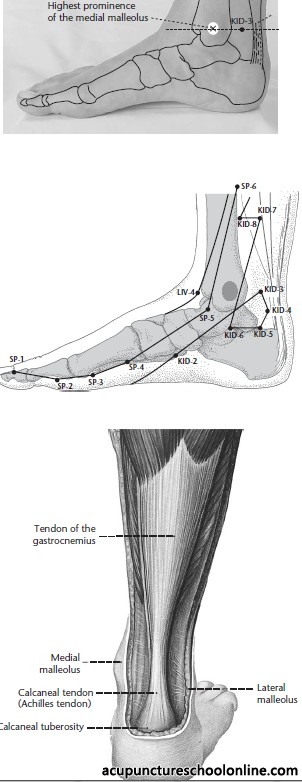 Highest prominence
of the medial malleolus
KID-3
SP-6
KID-7
KID-8
LIV-4
KID-3
KID-4
SP-5
KID-6
KID-5
SP-1
SP-4
KID-2
SP-3
SP-2
Tendon of the
gastrocnemius
Medial
malleolus
Calcaneal tendon
(Achilles tendon)
Lateral
malleolus
Calcaneal tuberosity
acupunctureschoolonline.com